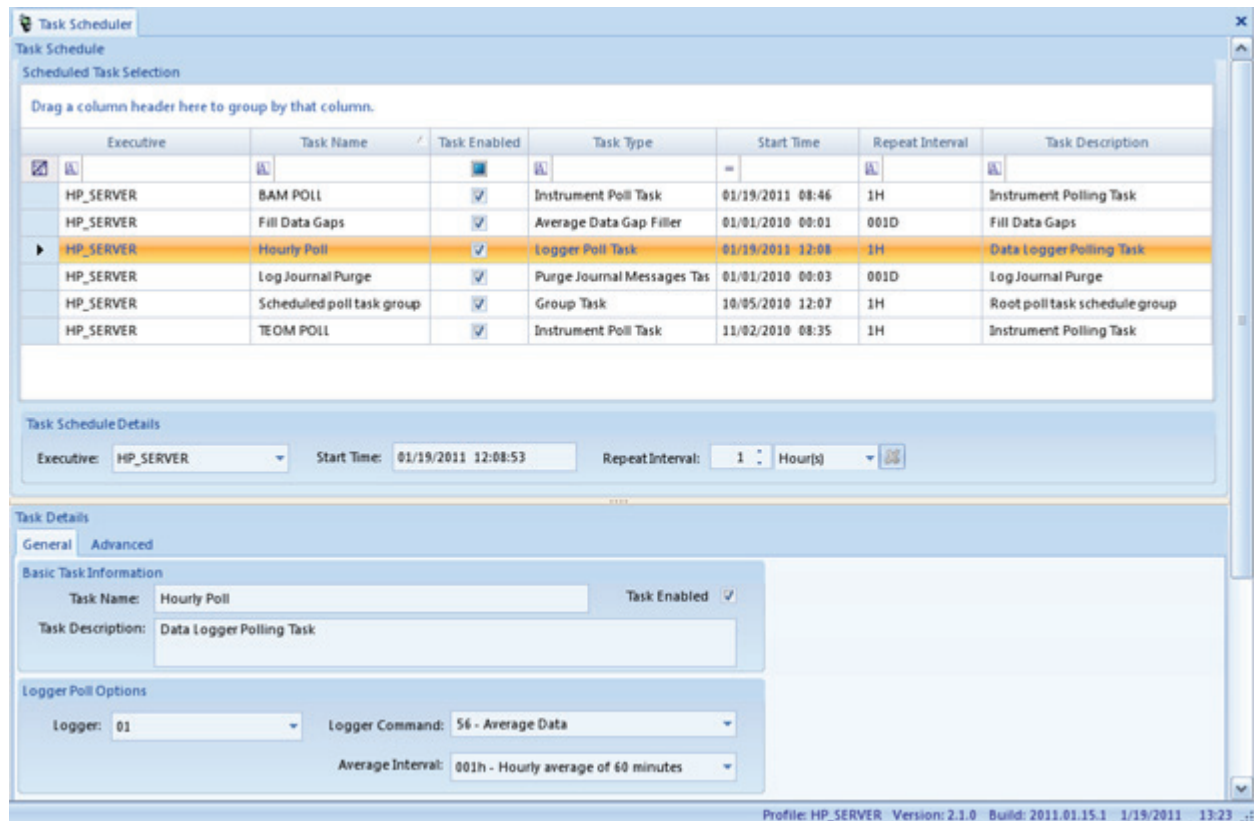 Task Scheduler
Task Schedule
Scheduled Task Selection
Drag a column header here to group by that column.
Executive Task Name Task Enabled Task Type Start Time Repeat Interval Task Description
=
HP_SERVER BAM POLL Instrument Poll Task 01/19/2011 08:46 1H Instrument Polling Task
HP_SERVER Fill Data Gaps Average Data Gap Filler 01/01/2010 00:01 001D Fill Data Gaps
HP_SERVER Hourly Poll Logger Poll Task 01/19/2011 12:08 1H Data Logger Polling Task
HP_SERVER Log Journal Purge Purge Journal Messages Tas 01/01/2010 00:03 001D Log Journal Purge
HP_SERVER Scheduled poll task group Group Task 10/05/2010 12:07 1H Root poll task schedule group
HP_SERVER TEOM POLL Instrument Poll Task 11/02/2010 08:35 1H Instrument Polling Task
Task Schedule Details
Executive: HP_SERVER Start Time: 01/19/2011 12:08:53 Repeat Interval: 1 Hour(s)
Task Details
General Advanced
Basic Task Information
Task Name: Hourly Poll Task Enabled
Task Description: Data Logger Polling Task
Logger Poll Options
Logger: 01 Logger Command: 56 - Average Data
Average Interval: 001h - Hourly average of 60 minutes
Profile: HP_SERVER Version: 2.1.0 Build: 2011.01.15.1 1/19/2011 13:23